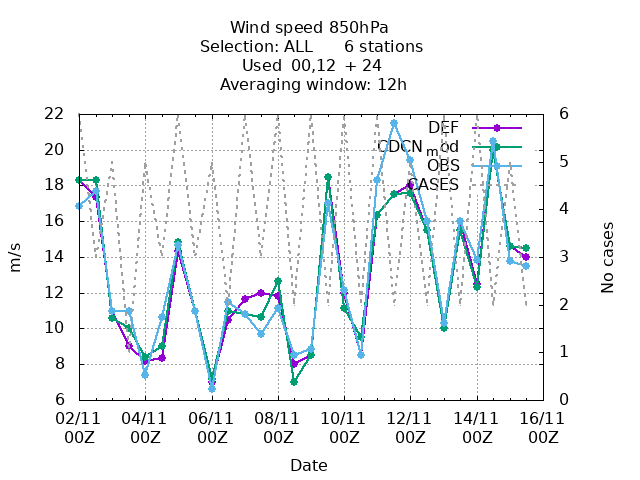 Wind speed 850hPa
Selection: ALL 6 stations
Used 00,12 + 24
Averaging window: 12h
22 20 18 16 14 12 10 8 6
m/s
6 5 4 3 2 1 0
No cases
DEF
CDCN_mod
OBS
CASES
02/11 04/11 06/11 08/11 10/11 12/11 14/11 16/11
00Z 00Z 00Z 00Z 00Z 00Z 00Z 00Z
Date